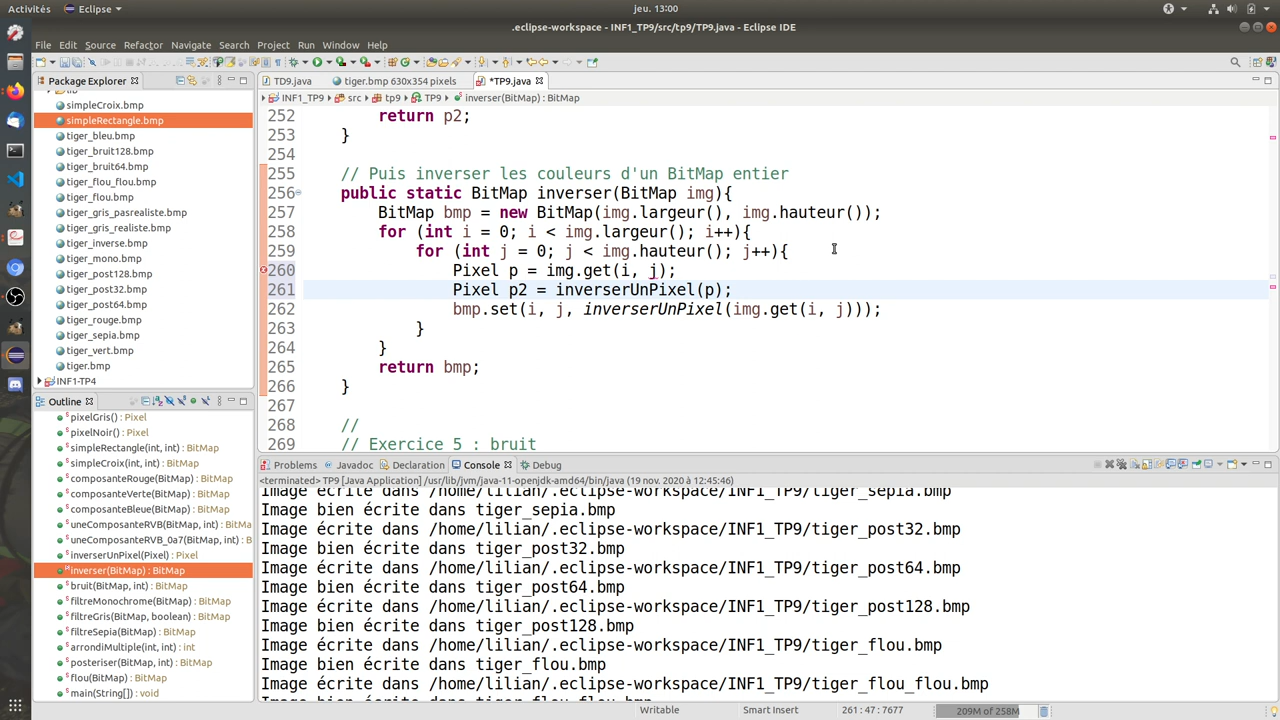 Activités Eclipse jeu. 13:00
.eclipse-workspace - INF1_TP9/src/tp9/TP9.java - Eclipse IDE
File Edit Source Refactor Navigate Search Project Run Window Help
Package Explorer
simpleCroix.bmp
simpleRectangle.bmp
tiger_bleu.bmp
tiger_bruit128.bmp
tiger_bruit64.bmp
tiger_flou_flou.bmp
tiger_flou.bmp
tiger_gris_pasrealiste.bmp
tiger_gris_realiste.bmp
tiger_inverse.bmp
tiger_mono.bmp
tiger_post128.bmp
tiger_post32.bmp
tiger_post64.bmp
tiger_rouge.bmp
tiger_sepia.bmp
tiger_vert.bmp
tiger.bmp
INF1-TP4
Outline
pixelGris() : Pixel
pixelNoir() : Pixel
simpleRectangle(int, int) : BitMap
simpleCroix(int, int) : BitMap
composanteRouge(BitMap) : BitMap
composanteVerte(BitMap) : BitMap
composanteBleue(BitMap) : BitMap
uneComposanteRVB(BitMap, int) : BitMa
uneComposanteRVB_0a7(BitMap, int) : B
inverserUnPixel(Pixel) : Pixel
inverser(BitMap) : BitMap
bruit(BitMap, int) : BitMap
filtreMonochrome(BitMap) : BitMap
filtreGris(BitMap, boolean) : BitMap
filtreSepia(BitMap) : BitMap
arrondiMultiple(int, int) : int
posteriser(BitMap, int) : BitMap
flou(BitMap) : BitMap
main(String[]) : void
TD9.java tiger.bmp 630x354 pixels *TP9.java
INF1_TP9 src tp9 TP9 inverser(BitMap) : BitMap
252 return p2;
253 }
254
255 // Puis inverser les couleurs d'un BitMap entier
256 public static BitMap inverser(BitMap img){
257 BitMap bmp = new BitMap(img.largeur(), img.hauteur());
258 for (int i = 0; i < img.largeur(); i++){
259 for (int j = 0; j < img.hauteur(); j++){
260 Pixel p = img.get(i, j);
261 Pixel p2 = inverserUnPixel(p);
262 bmp.set(i, j, inverserUnPixel(img.get(i, j)));
263 }
264 }
265 return bmp;
266 }
267
268 //
269 // Exercice 5 : bruit
Problems Javadoc Declaration Console Debug
<terminated> TP9 [Java Application] /usr/lib/jvm/java-11-openjdk-amd64/bin/java (19 nov. 2020 à 12:45:46)
Image écrite dans /home/lilian/.eclipse-workspace/INF1_TP9/tiger_sepia.bmp
Image bien écrite dans tiger_sepia.bmp
Image écrite dans /home/lilian/.eclipse-workspace/INF1_TP9/tiger_post32.bmp
Image bien écrite dans tiger_post32.bmp
Image écrite dans /home/lilian/.eclipse-workspace/INF1_TP9/tiger_post64.bmp
Image bien écrite dans tiger_post64.bmp
Image écrite dans /home/lilian/.eclipse-workspace/INF1_TP9/tiger_post128.bmp
Image bien écrite dans tiger_post128.bmp
Image écrite dans /home/lilian/.eclipse-workspace/INF1_TP9/tiger_flou.bmp
Image bien écrite dans tiger_flou.bmp
Image écrite dans /home/lilian/.eclipse-workspace/INF1_TP9/tiger_flou_flou.bmp
Writable Smart Insert 261 : 47 : 7677 209M of 258M